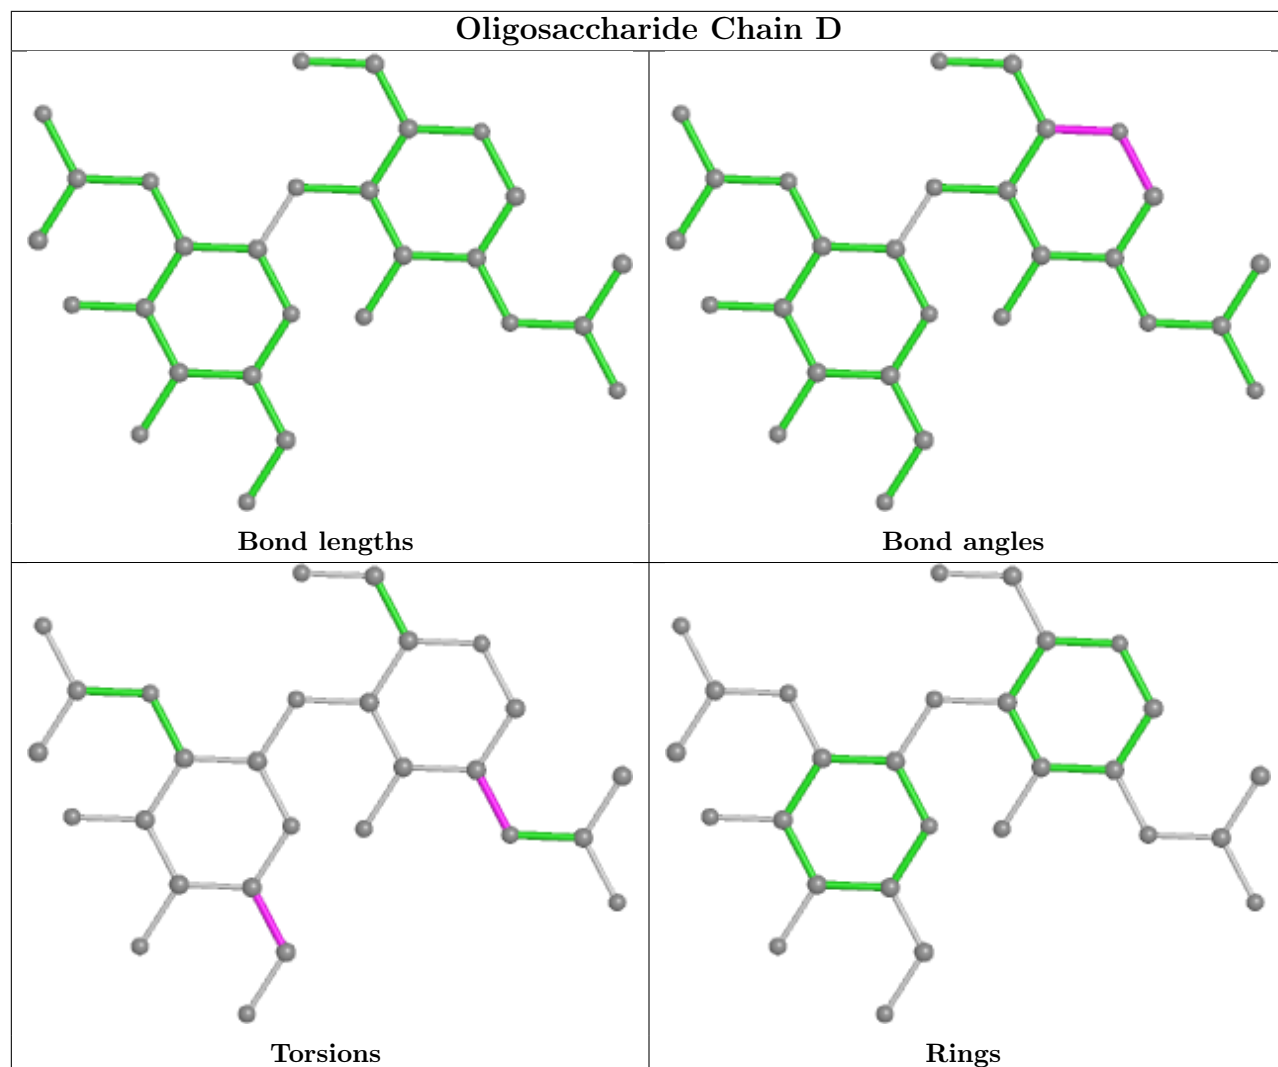 Oligosaccharide Chain D
Bond lengths
Bond angles
Torsions
Rings